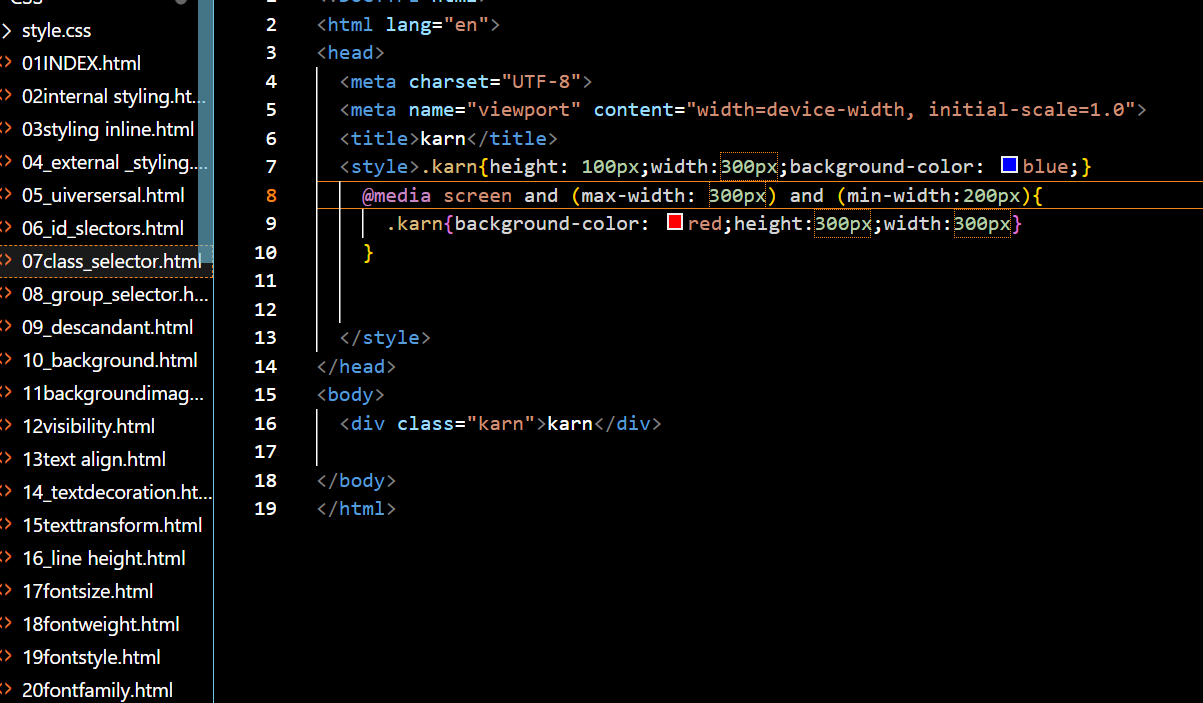 style.css
01INDEX.html
02internal styling.ht...
03styling inline.html
04_external _styling....
05_uiversersal.html
06_id_slectors.html
07class_selector.html
08_group_selector.h...
09_descandant.html
10_background.html
11backgroundimag...
12visibility.html
13text align.html
14_textdecoration.ht...
15texttransform.html
16_line height.html
17fontsize.html
18fontweight.html
19fontstyle.html
20fontfamily.html
2 <html lang="en">
3 <head>
4 <meta charset="UTF-8">
5 <meta name="viewport" content="width=device-width, initial-scale=1.0">
6 <title>karn</title>
7 <style>.karn{height: 100px;width:300px;background-color: blue;}
8 @media screen and (max-width: 300px) and (min-width:200px){
9 .karn{background-color: red;height:300px;width:300px}
10 }
11
12
13 </style>
14 </head>
15 <body>
16 <div class="karn">karn</div>
17
18 </body>
19 </html>